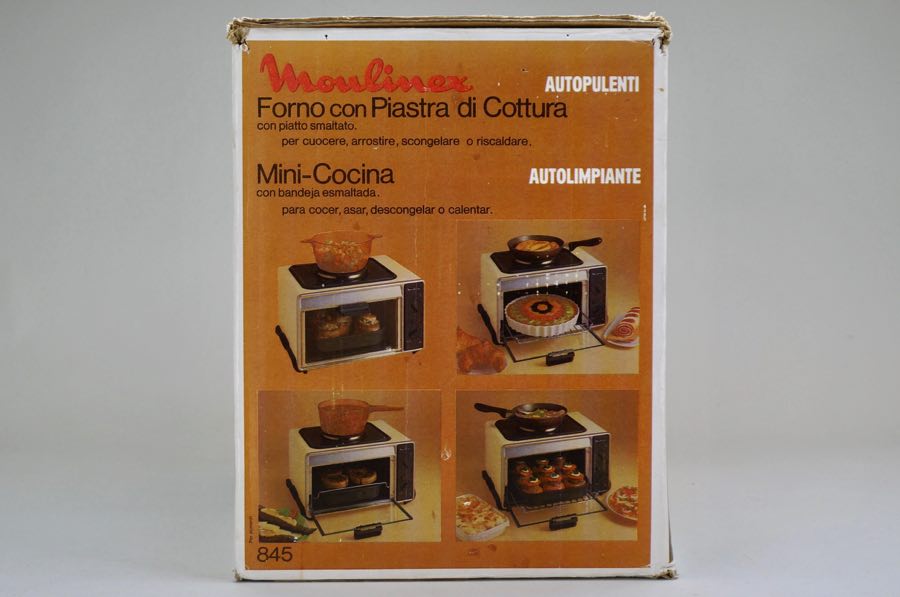 Moulinex
AUTOPULENTI
Forno con Piastra di Cottura
con piatto smaltato.
per cuocere, arrostire, scongelare o riscaldare.
Mini-Cocina
AUTOLIMPIANTE
con bandeja esmaltada.
para cocer, asar, descongelar o calentar.
845